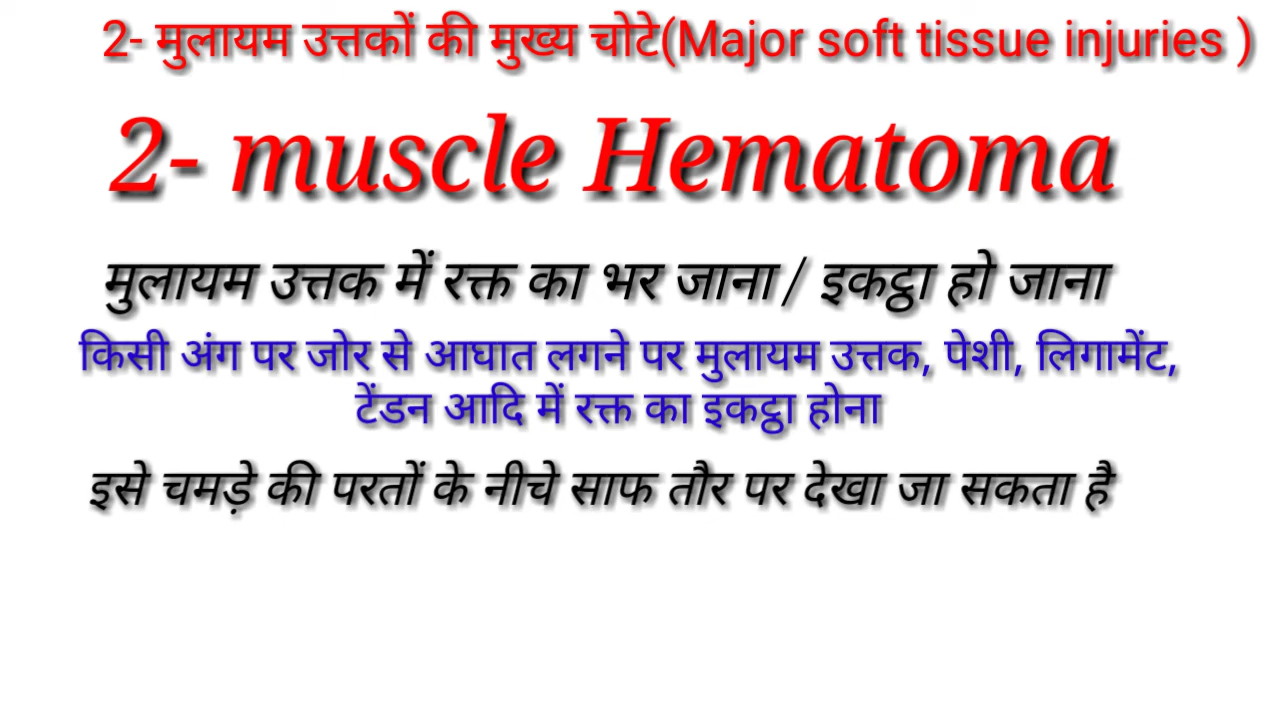 2- मुलायम उत्तकों की मुख्य चोटे(Major soft tissue injuries )
2- muscle Hematoma
मुलायम उत्तक में रक्त का भर जाना/ इकट्ठा हो जाना
किसी अंग पर जोर से आघात लगने पर मुलायम उत्तक, पेशी, लिगामेंट,
टेंडन आदि में रक्त का इकट्ठा होना
इसे चमड़े की परतों के नीचे साफ तौर पर देखा जा सकता है